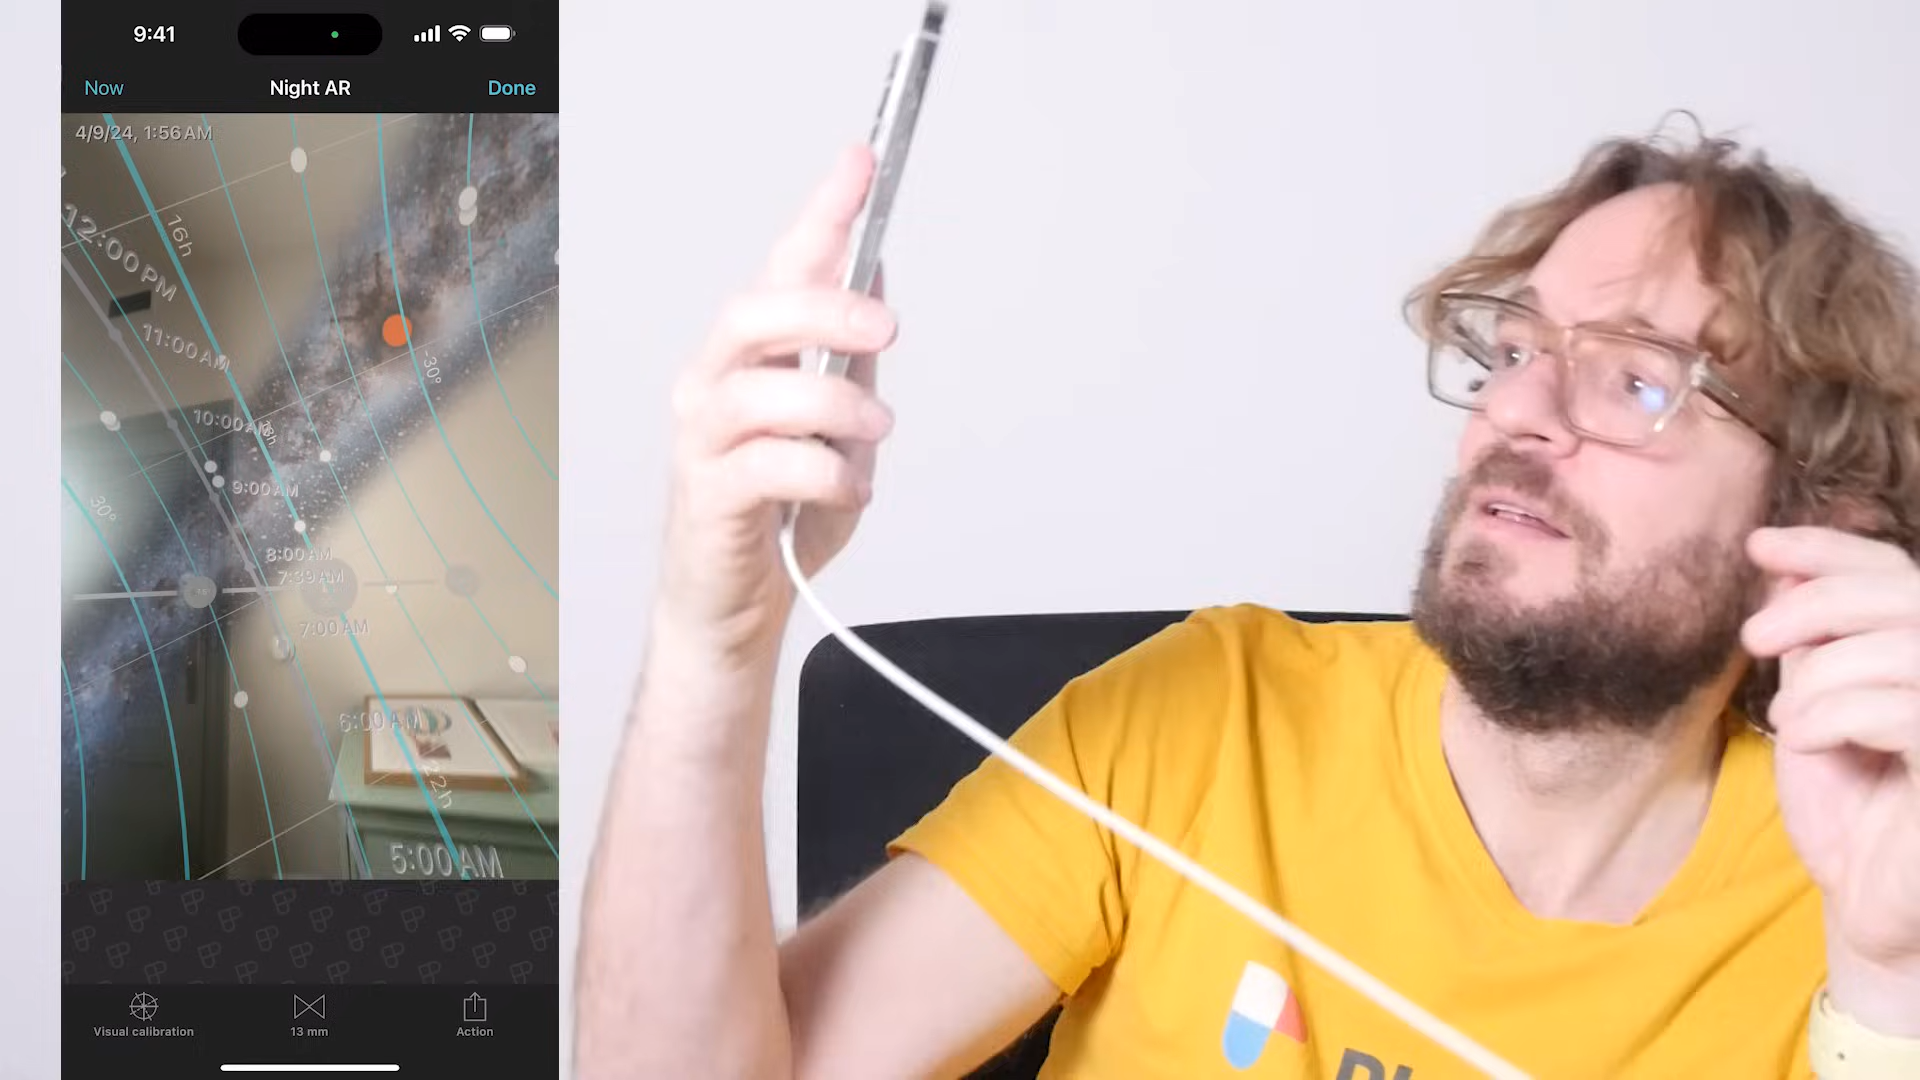 9:41
Now
Night AR
Done
4/9/24, 1:56 AM
16h
12:00 PM
11:00 AM
-30°
10:00 AM
18h
9:00 AM
30°
8:00 AM
7:39 AM
7:00 AM
6:00 AM
22h
5:00 AM
Visual calibration
13 mm
Action